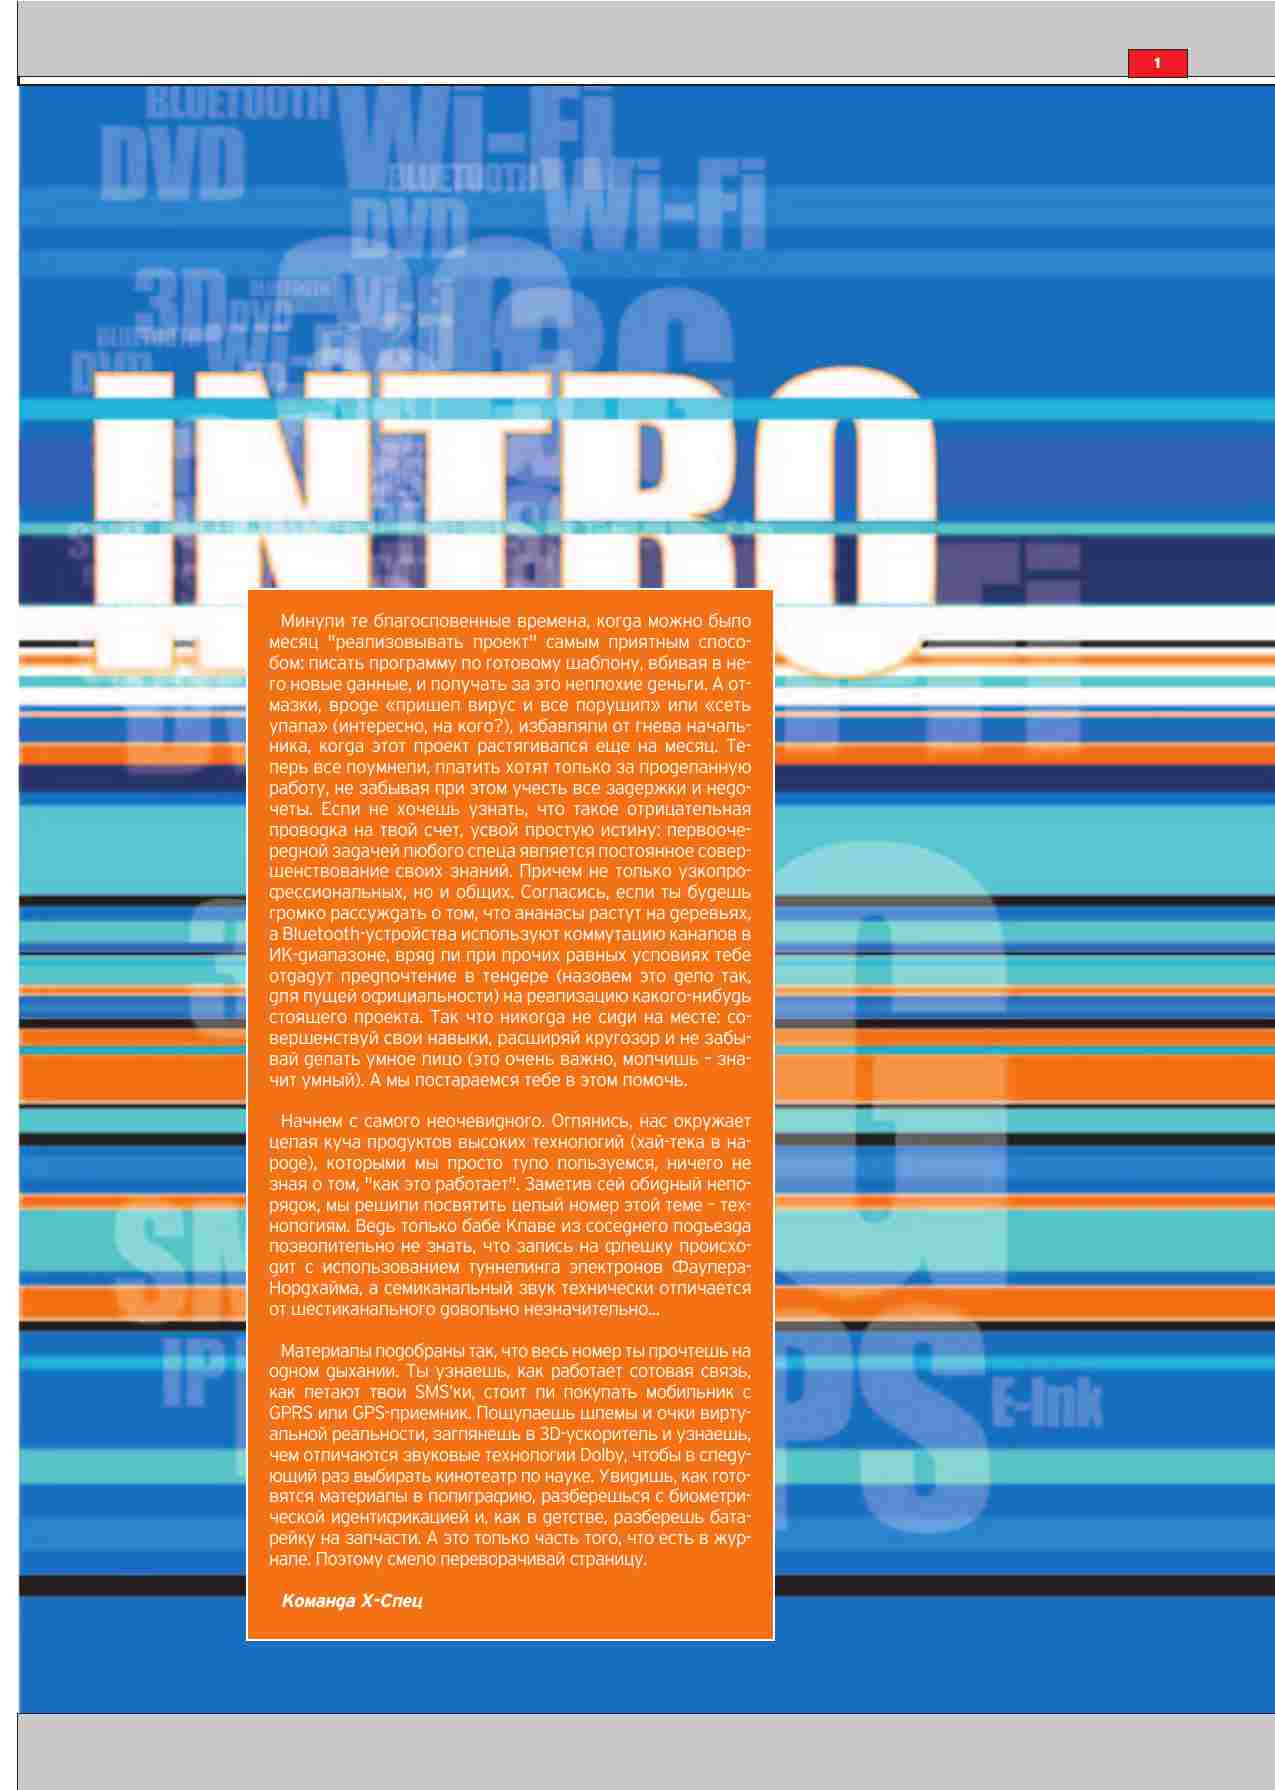 1
BLUETOOTH
Wi-Fi
DVD
BLUETOOTH
Wi-Fi
DVD
3G
3G
3D
BLUETOOTH
Wi-Fi
DVD
BLUETOOTH
Wi-Fi
DVD
INTRO
Минули те благословенные времена, когда можно было
месяц "реализовывать проект" самым приятным спосо-
бом: писать программу по готовому шаблону, вбивая в не-
го новые данные, и получать за это неплохие деньги. А от-
мазки, вроде «пришел вирус и все порушил» или «сеть
упала» (интересно, на кого?), избавляли от гнева началь-
ника, когда этот проект растягивался еще на месяц. Те-
перь все поумнели, платить хотят только за проделанную
работу, не забывая при этом учесть все задержки и недо-
четы. Если не хочешь узнать, что такое отрицательная
проводка на твой счет, усвой простую истину: первооче-
редной задачей любого спеца является постоянное совер-
шенствование своих знаний. Причем не только узкопро-
фессиональных, но и общих. Согласись, если ты будешь
громко рассуждать о том, что ананасы растут на деревьях,
а Bluetooth-устройства используют коммутацию каналов в
ИК-диапазоне, вряд ли при прочих равных условиях тебе
отдадут предпочтение в тендере (назовем это дело так,
для пущей официальности) на реализацию какого-нибудь
стоящего проекта. Так что никогда не сиди на месте: со-
вершенствуй свои навыки, расширяй кругозор и не забы-
вай делать умное лицо (это очень важно, молчишь – зна-
чит умный). А мы постараемся тебе в этом помочь.
Начнем с самого неочевидного. Оглянись, нас окружает
целая куча продуктов высоких технологий (хай-тека в на-
роде), которыми мы просто тупо пользуемся, ничего не
зная о том, "как это работает". Заметив сей обидный непо-
рядок, мы решили посвятить целый номер этой теме – тех-
нологиям. Ведь только бабе Клаве из соседнего подъезда
позволительно не знать, что запись на флешку происхо-
дит с использованием туннелинга электронов Фаулера-
Нордхайма, а семиканальный звук технически отличается
от шестиканального довольно незначительно...
Материалы подобраны так, что весь номер ты прочтешь на
одном дыхании. Ты узнаешь, как работает сотовая связь,
как летают твои SMS'ки, стоит ли покупать мобильник с
GPRS или GPS-приемник. Пощупаешь шлемы и очки вирту-
альной реальности, заглянешь в 3D-ускоритель и узнаешь,
чем отличаются звуковые технологии Dolby, чтобы в следу-
ющий раз выбирать кинотеатр по науке. Увидишь, как гото-
вятся материалы в полиграфию, разберешься с биометри-
ческой идентификацией и, как в детстве, разберешь бата-
рейку на запчасти. А это только часть того, что есть в жур-
нале. Поэтому смело переворачивай страницу.
Команда Х-Спец
E-Ink